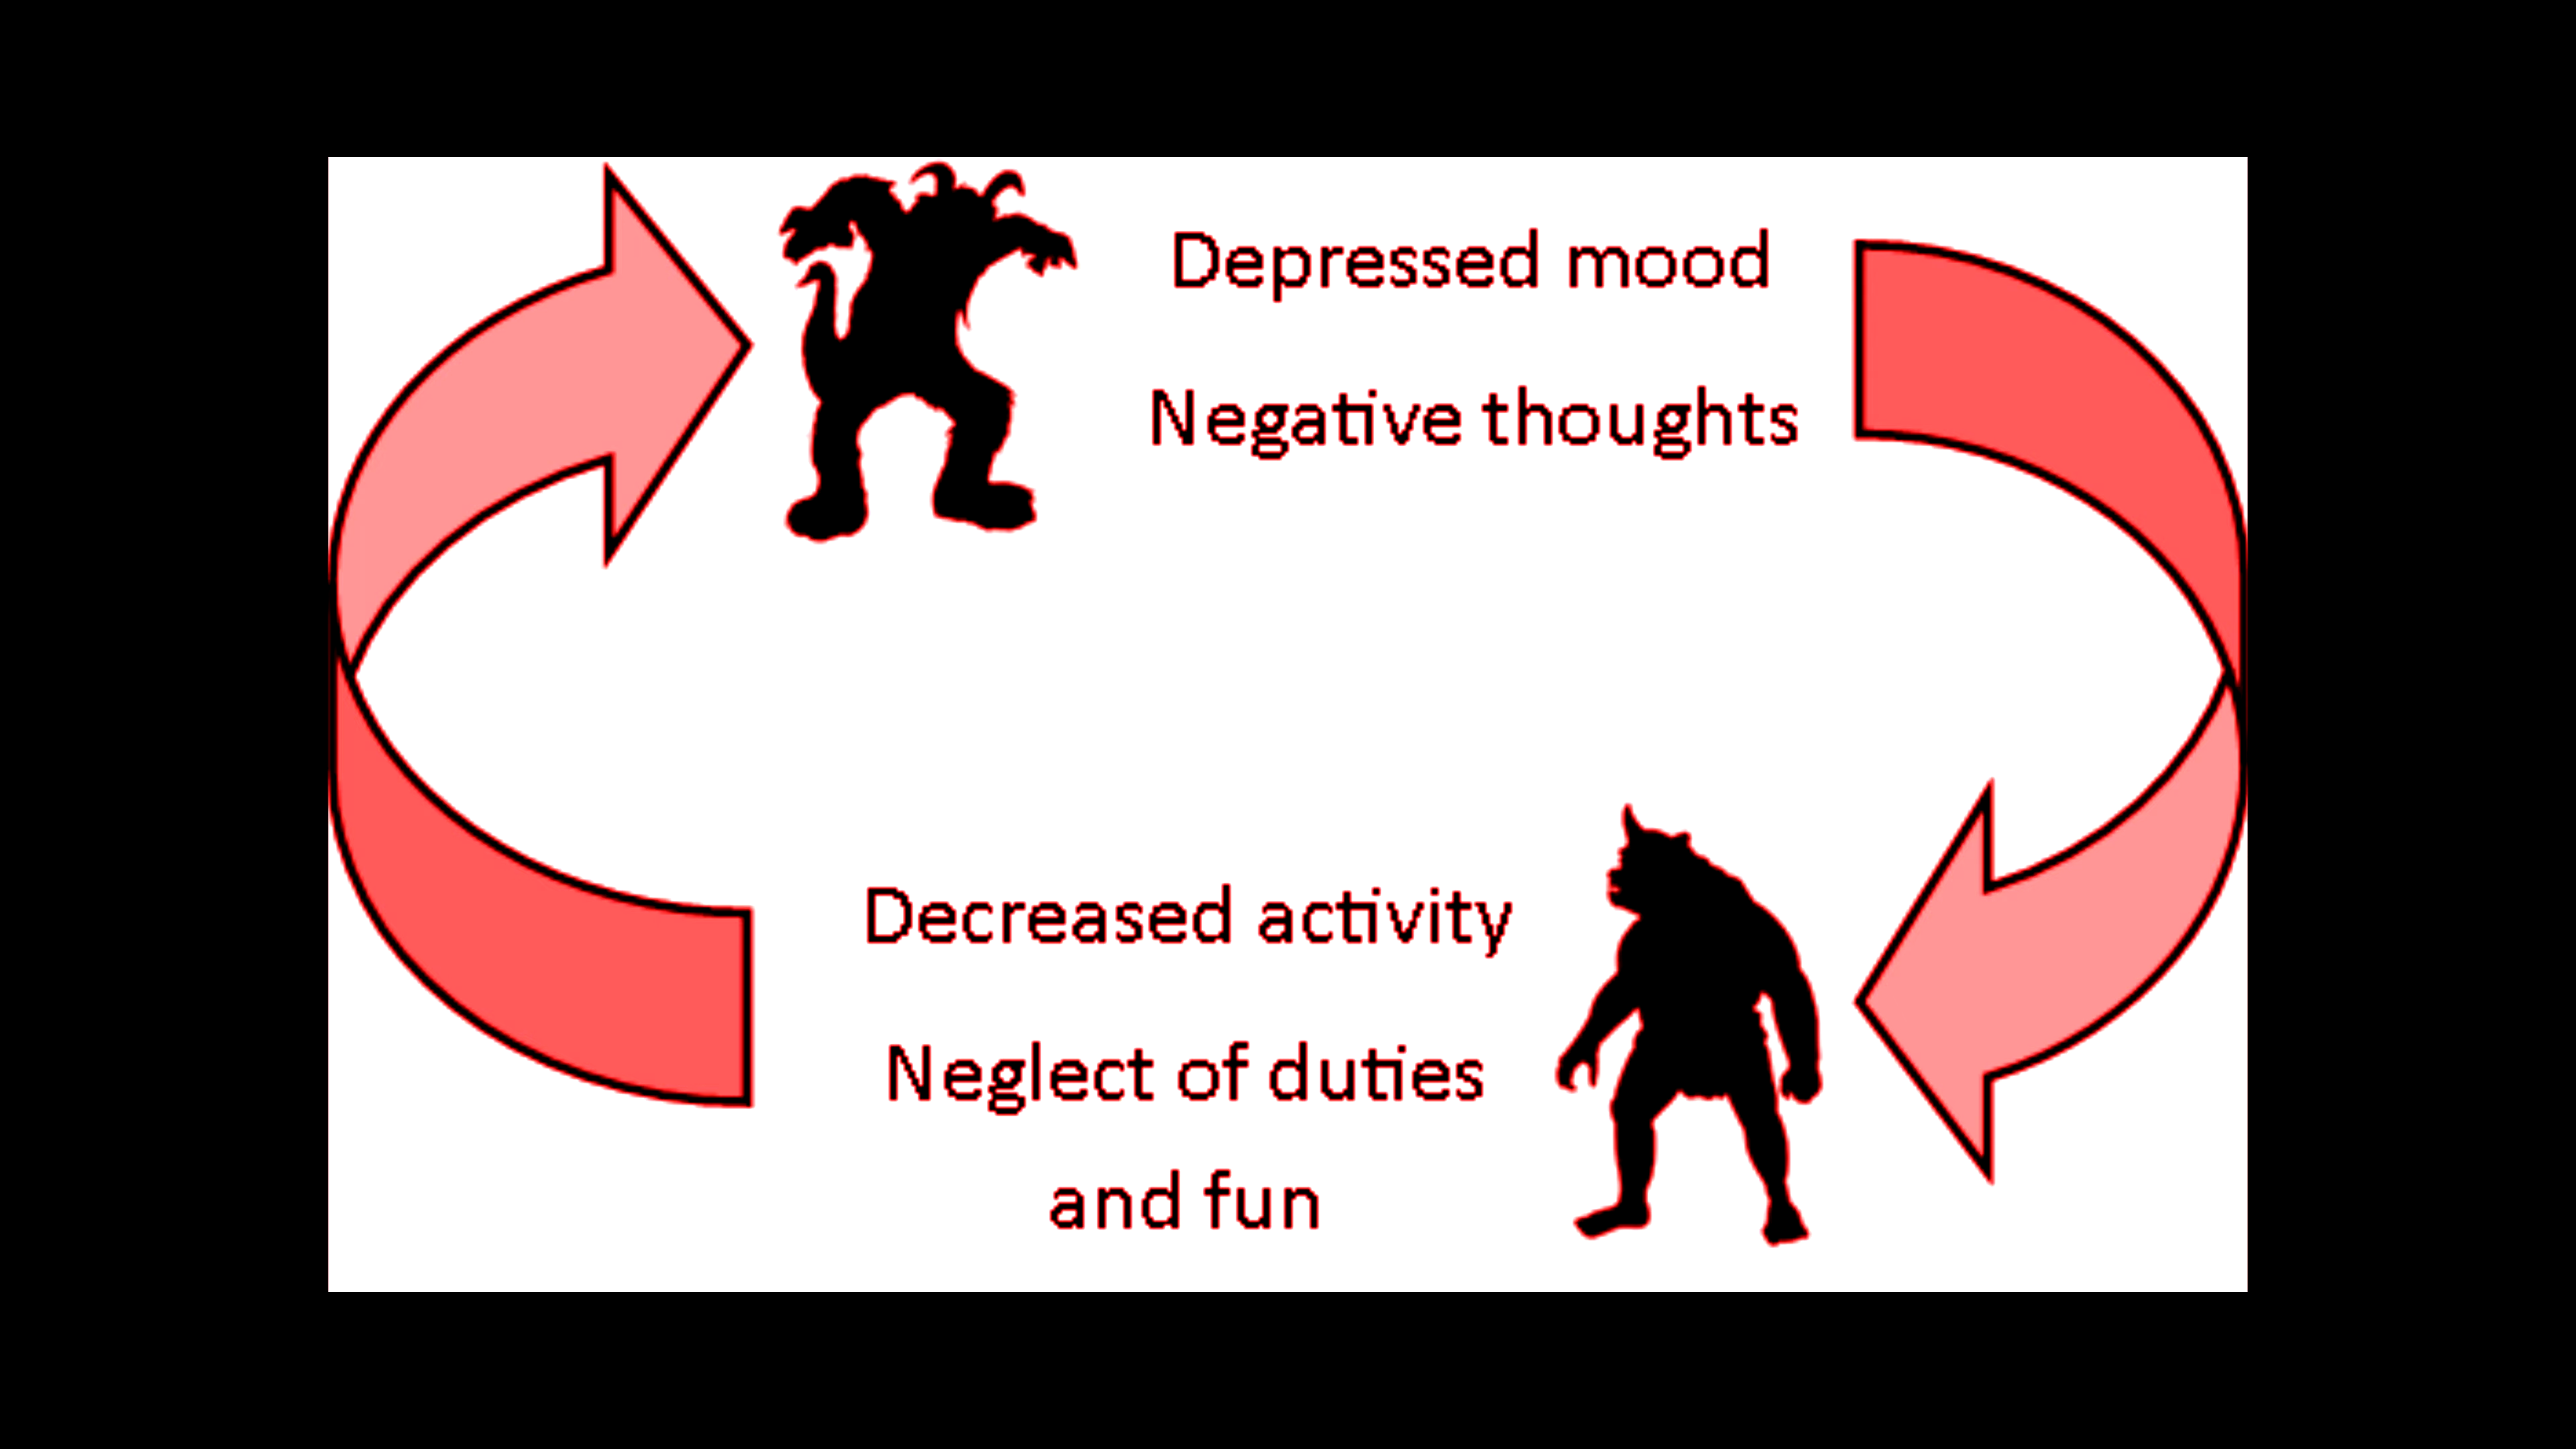 Depressed mood
Negative thoughts
Decreased activity
Neglect of duties
and fun